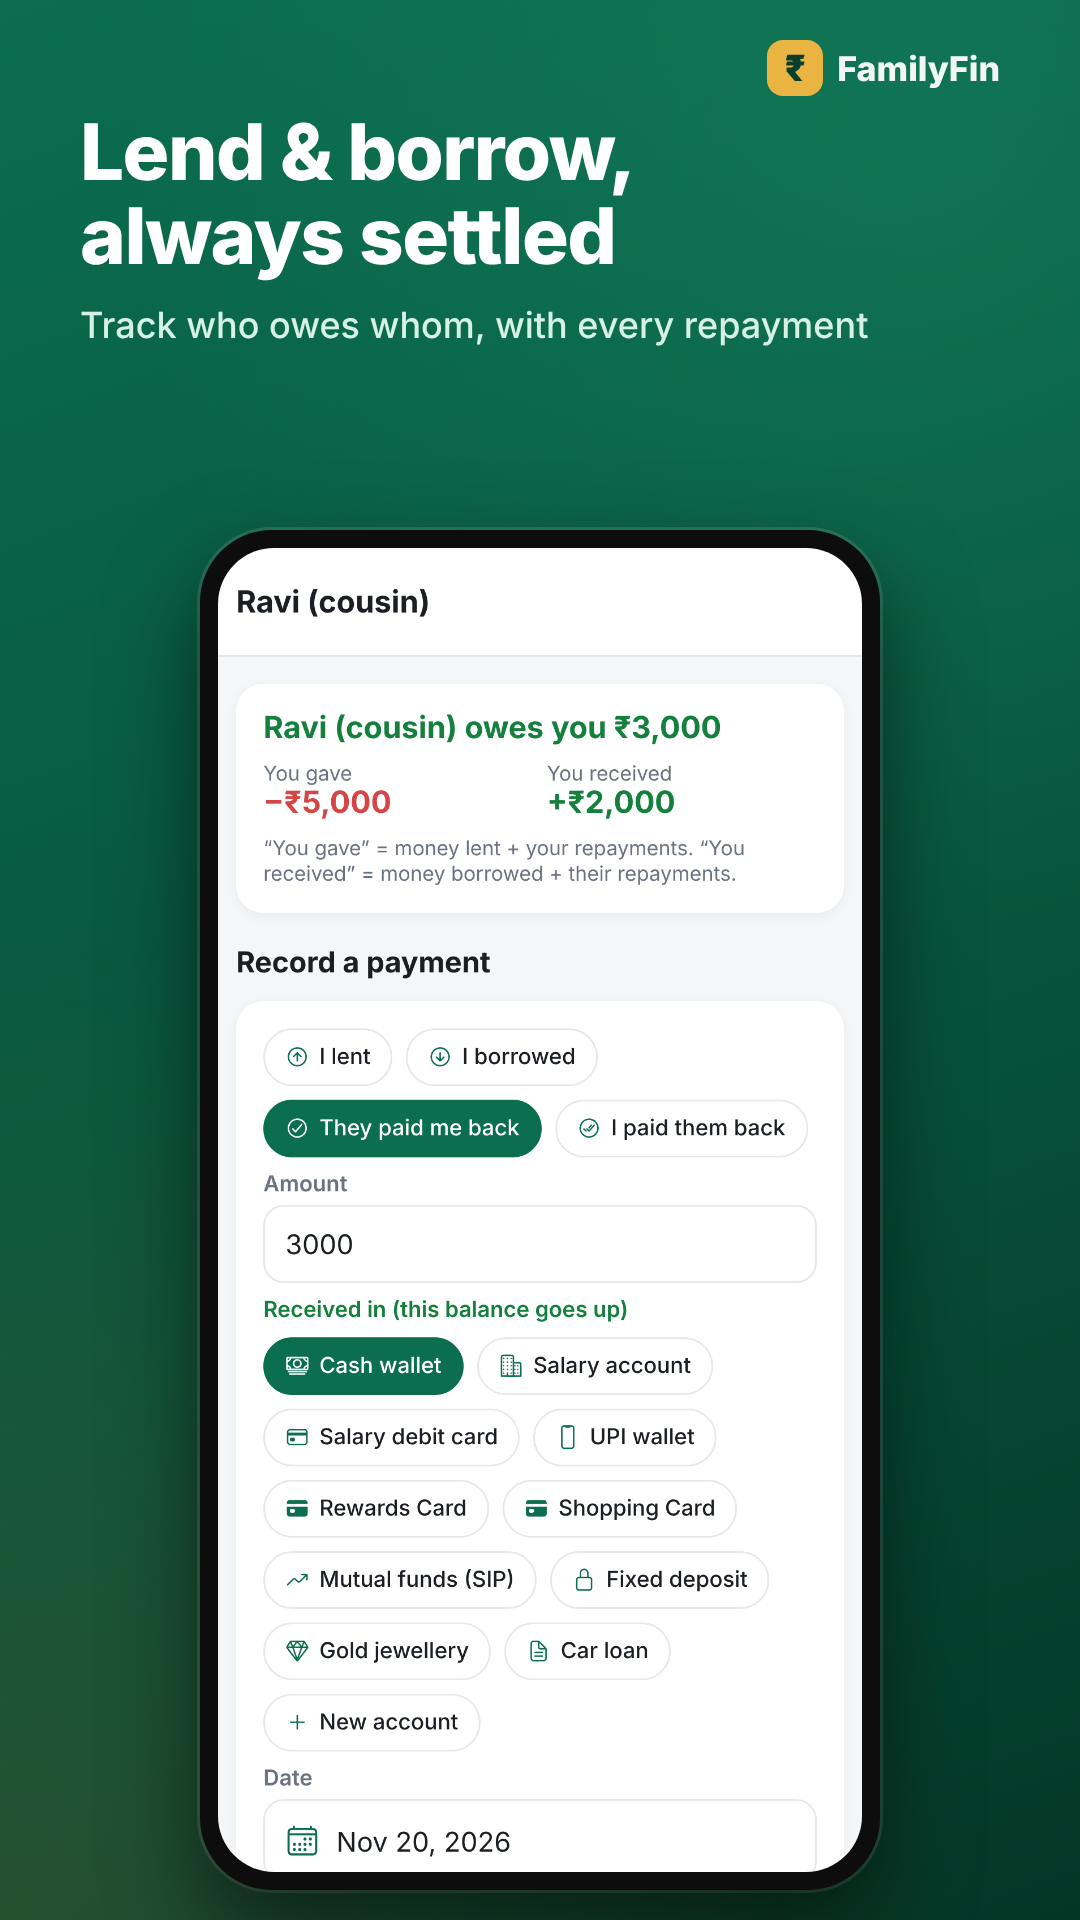 ₹ FamilyFin
Lend & borrow,
always settled
Track who owes whom, with every repayment
Ravi (cousin)
Ravi (cousin) owes you ₹3,000
You gave
−₹5,000
You received
+₹2,000
“You gave” = money lent + your repayments. “You
received” = money borrowed + their repayments.
Record a payment
I lent
I borrowed
They paid me back
I paid them back
Amount
3000
Received in (this balance goes up)
Cash wallet
Salary account
Salary debit card
UPI wallet
Rewards Card
Shopping Card
Mutual funds (SIP)
Fixed deposit
Gold jewellery
Car loan
New account
Date
Nov 20, 2026